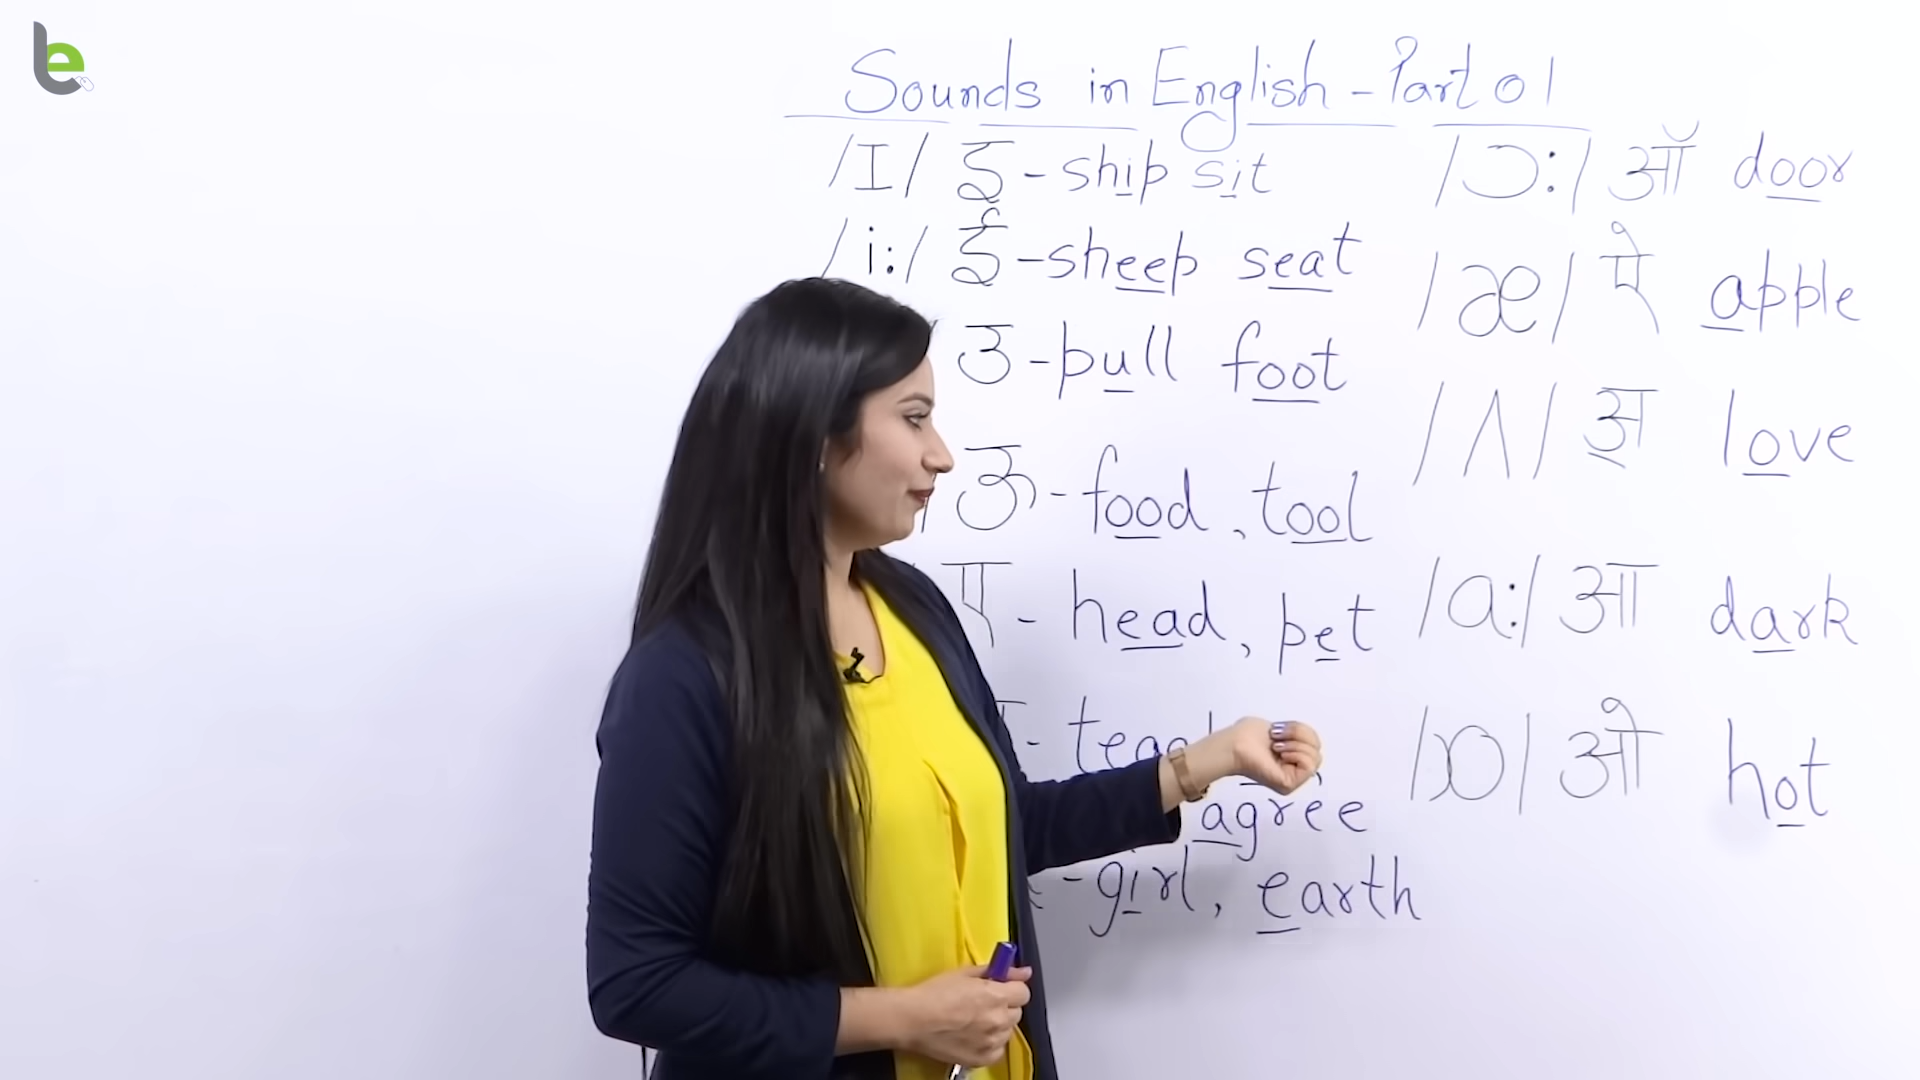 Sounds in English - Part 01
/I/ इ - ship sit
/i:/ ई - sheep seat
उ - pull foot
ऊ - food, tool
ए - head, pet
agree
- girl, earth
/ɔ:/ ऑ door
/æ/ ऐ apple
/ʌ/ अ love
/ɑ:/ आ dark
/ɒ/ ओ hot